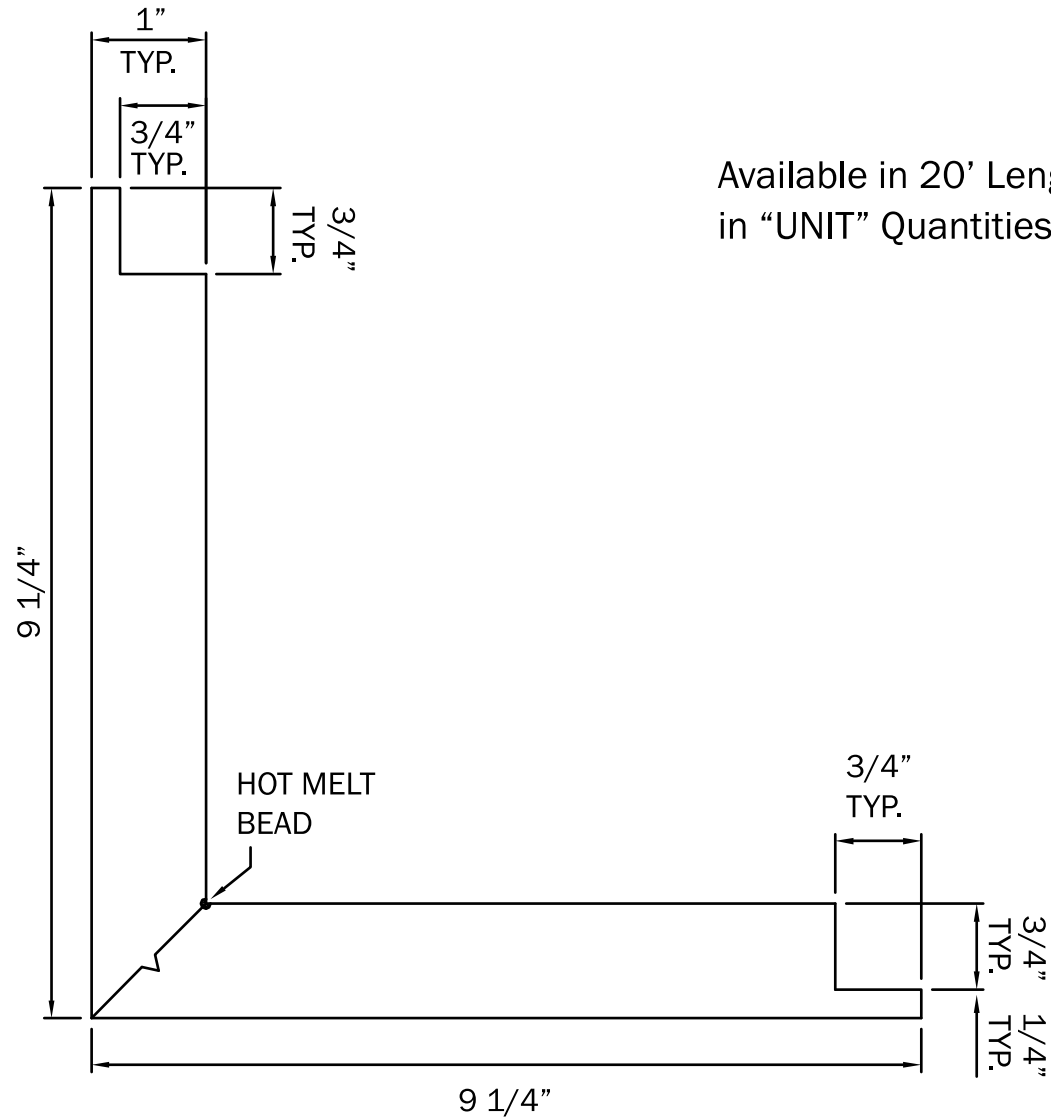 1”
TYP.
3/4”
TYP.
3/4”
TYP.
Available in 20’
in “UNIT” Quantities
9 1/4”
HOT MELT
BEAD
3/4”
TYP.
3/4”
TYP.
1/4”
TYP.
9 1/4”